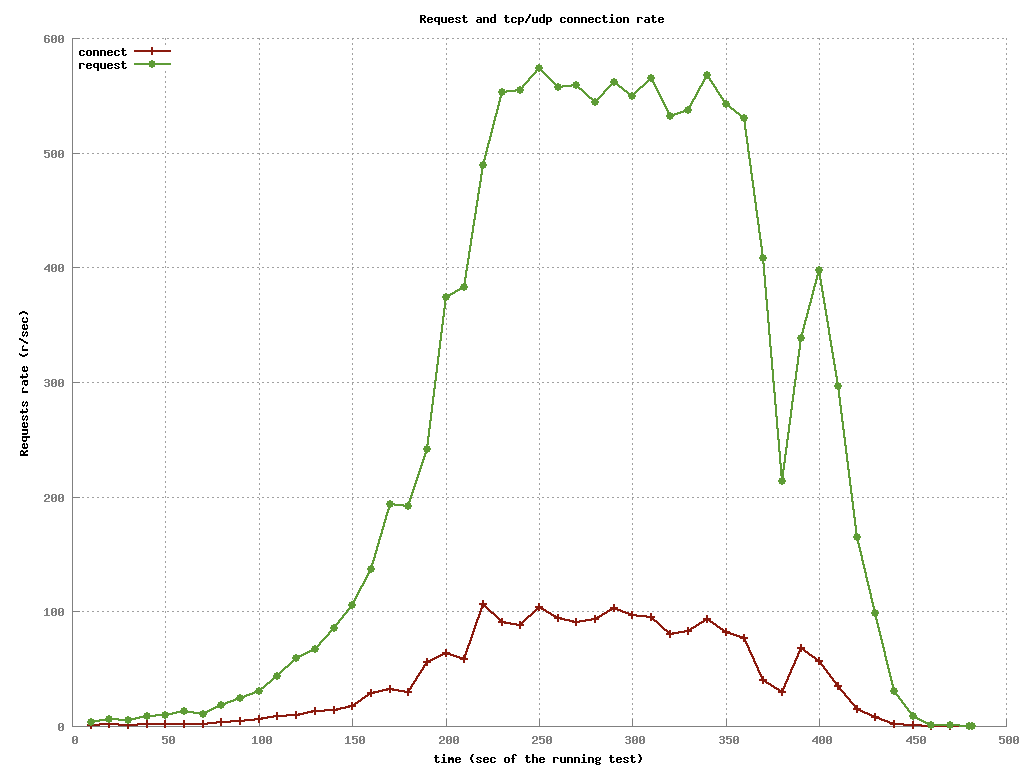 Request and tcp/udp connection rate
connect
request
600
500
400
300
200
100
0
Requests rate (r/sec)
0 50 100 150 200 250 300 350 400 450 500
time (sec of the running test)